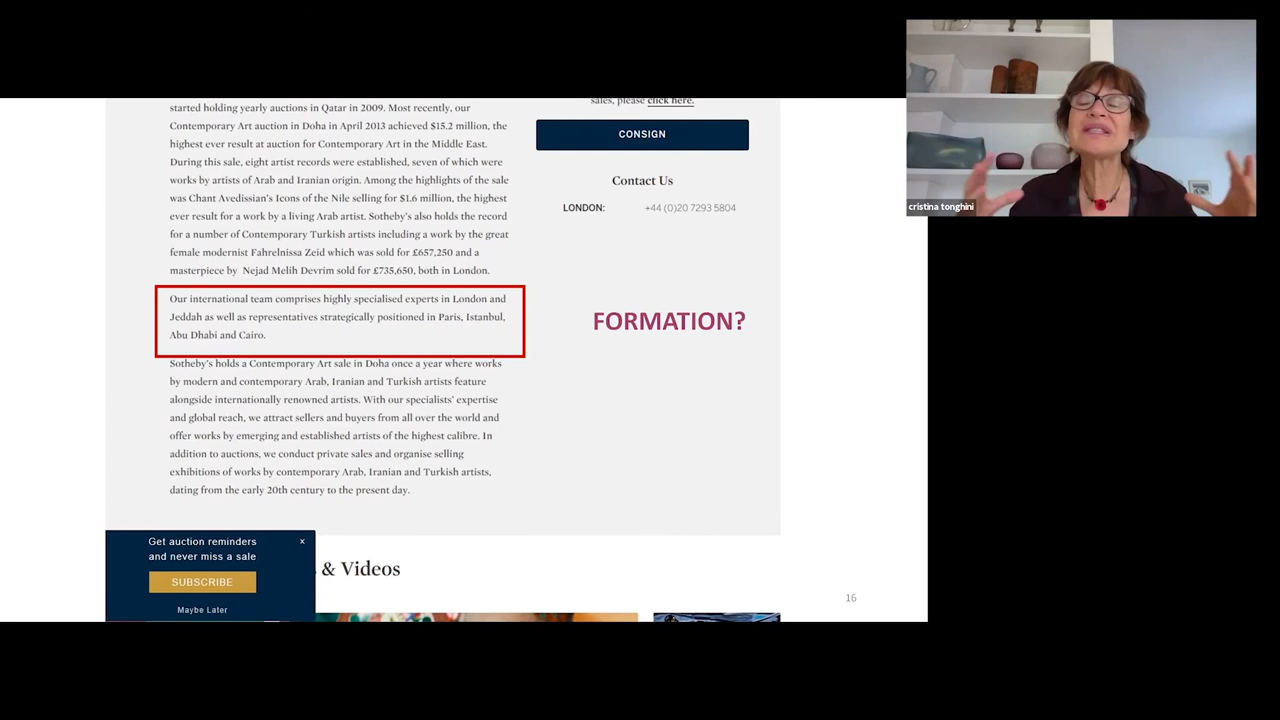 started holding yearly auctions in Qatar in 2009. Most recently, our
Contemporary Art auction in Doha in April 2013 achieved $15.2 million, the
highest ever result at auction for Contemporary Art in the Middle East.
During this sale, eight artist records were established, seven of which were
works by artists of Arab and Iranian origin. Among the highlights of the sale
was Chant Avedissian's Icons of the Nile selling for $1.6 million, the highest
ever result for a work by a living Arab artist. Sotheby's also holds the record
for a number of Contemporary Turkish artists including a work by the great
female modernist Fahrelnissa Zeid which was sold for £657,250 and a
masterpiece by Nejad Melih Devrim sold for £735,650, both in London.
Our international team comprises highly specialised experts in London and
Jeddah as well as representatives strategically positioned in Paris, Istanbul,
Abu Dhabi and Cairo.
Sotheby's holds a Contemporary Art sale in Doha once a year where works
by modern and contemporary Arab, Iranian and Turkish artists feature
alongside internationally renowned artists. With our specialists' expertise
and global reach, we attract sellers and buyers from all over the world and
offer works by emerging and established artists of the highest calibre. In
addition to auctions, we conduct private sales and organise selling
exhibitions of works by contemporary Arab, Iranian and Turkish artists,
dating from the early 20th century to the present day.
sales, please click here.
CONSIGN
Contact Us
LONDON: +44 (0)20 7293 5804
FORMATION?
Get auction reminders x
and never miss a sale
SUBSCRIBE
Maybe Later
& Videos
16
cristina tonghini